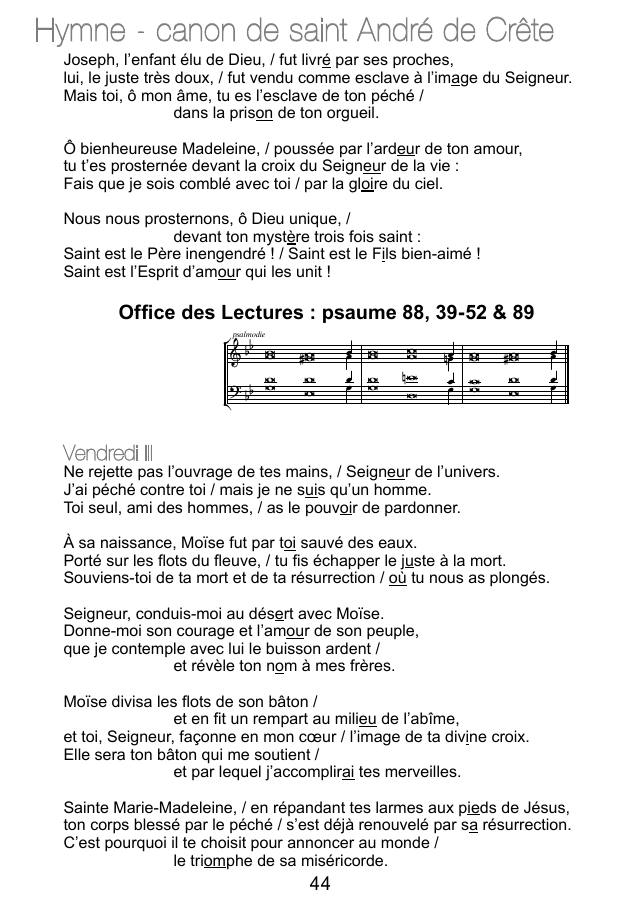 Hymne - canon de saint André de Crête
Joseph, l’enfant élu de Dieu, / fut livré par ses proches,
lui, le juste très doux, / fut vendu comme esclave à l’image du Seigneur.
Mais toi, ô mon âme, tu es l’esclave de ton péché /
dans la prison de ton orgueil.
Ô bienheureuse Madeleine, / poussée par l’ardeur de ton amour,
tu t’es prosternée devant la croix du Seigneur de la vie :
Fais que je sois comblé avec toi / par la gloire du ciel.
Nous nous prosternons, ô Dieu unique, /
devant ton mystère trois fois saint :
Saint est le Père inengendré ! / Saint est le Fils bien-aimé !
Saint est l’Esprit d’amour qui les unit !
Office des Lectures : psaume 88, 39-52 & 89
psalmodie
Vendredi III
Ne rejette pas l’ouvrage de tes mains, / Seigneur de l’univers.
J’ai péché contre toi / mais je ne suis qu’un homme.
Toi seul, ami des hommes, / as le pouvoir de pardonner.
À sa naissance, Moïse fut par toi sauvé des eaux.
Porté sur les flots du fleuve, / tu fis échapper le juste à la mort.
Souviens-toi de ta mort et de ta résurrection / où tu nous as plongés.
Seigneur, conduis-moi au désert avec Moïse.
Donne-moi son courage et l’amour de son peuple,
que je contemple avec lui le buisson ardent /
et révèle ton nom à mes frères.
Moïse divisa les flots de son bâton /
et en fit un rempart au milieu de l’abîme,
et toi, Seigneur, façonne en mon cœur / l’image de ta divine croix.
Elle sera ton bâton qui me soutient /
et par lequel j’accomplirai tes merveilles.
Sainte Marie-Madeleine, / en répandant tes larmes aux pieds de Jésus,
ton corps blessé par le péché / s’est déjà renouvelé par sa résurrection.
C’est pourquoi il te choisit pour annoncer au monde /
le triomphe de sa miséricorde.
44